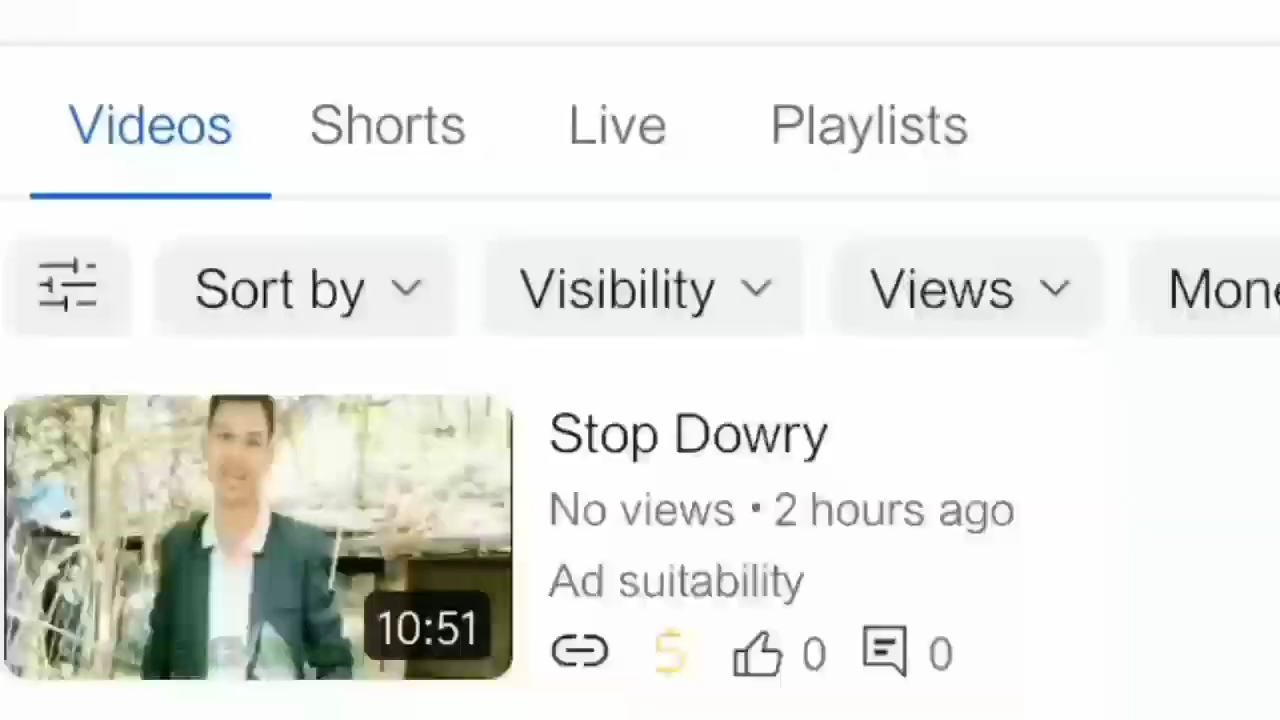 Videos Shorts Live Playlists
Sort by Visibility Views Mone
10:51
Stop Dowry
No views • 2 hours ago
Ad suitability
0 0